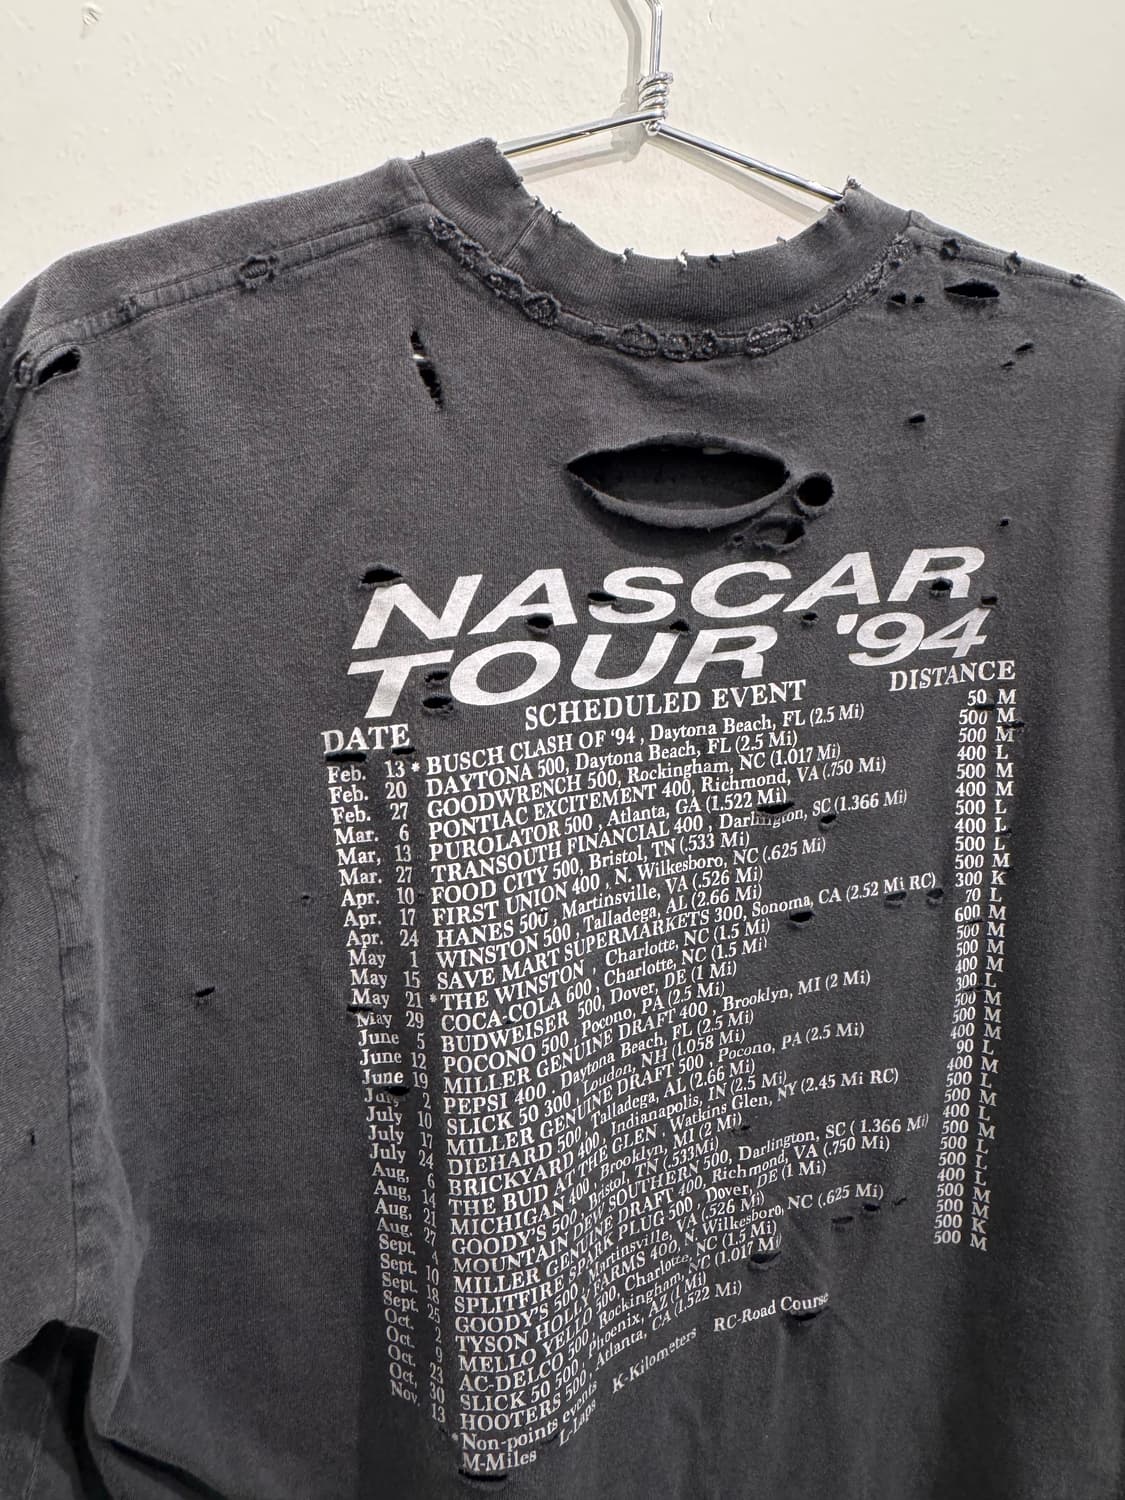 NASCAR
TOUR '94
DATE SCHEDULED EVENT DISTANCE
Feb. 13 * BUSCH CLASH OF '94 , Daytona Beach, FL (2.5 Mi) 50 M
Feb. 20 DAYTONA 500, Daytona Beach, FL (2.5 Mi) 500 M
Feb. 27 GOODWRENCH 500, Rockingham, NC (1.017 Mi) 500 M
Mar. 6 PONTIAC EXCITEMENT 400, Richmond, VA (.750 Mi) 400 L
Mar, 13 PUROLATOR 500 , Atlanta, GA (1.522 Mi) 500 M
Mar. 27 TRANSOUTH FINANCIAL 400 , Darlington, SC (1.366 Mi) 400 M
Apr. 10 FOOD CITY 500, Bristol, TN (.533 Mi) 500 L
Apr. 17 FIRST UNION 400 , N. Wilkesboro, NC (.625 Mi) 400 L
Apr. 24 HANES 500 , Martinsville, VA (.526 Mi) 500 L
May 1 WINSTON 500 , Talladega, AL (2.66 Mi) 500 M
May 15 SAVE MART SUPERMARKETS 300, Sonoma, CA (2.52 Mi RC) 300 K
May 21 * THE WINSTON , Charlotte, NC (1.5 Mi) 70 L
May 29 COCA-COLA 600 , Charlotte, NC (1.5 Mi) 600 M
June 5 BUDWEISER 500, Dover, DE (1 Mi) 500 M
June 12 POCONO 500 , Pocono, PA (2.5 Mi) 500 M
June 19 MILLER GENUINE DRAFT 400 , Brooklyn, MI (2 Mi) 400 M
July 2 PEPSI 400 , Daytona Beach, FL (2.5 Mi)
July 10 SLICK 50 300 , Loudon, NH (1.058 Mi) 300 L
July 17 MILLER GENUINE DRAFT 500 , Pocono, PA (2.5 Mi) 500 M
July 24 DIEHARD 500, Talladega, AL (2.66 Mi) 500 M
Aug, 6 BRICKYARD 400, Indianapolis, IN (2.5 Mi) 400 M
Aug, 14 THE BUD AT THE GLEN , Watkins Glen, NY (2.45 Mi RC) 90 L
Aug, 21 MICHIGAN 400 , Brooklyn, MI (2 Mi) 400 M
Aug. 27 GOODY'S 500, Bristol, TN (.533Mi) 500 L
Sept. 4 MOUNTAIN DEW SOUTHERN 500, Darlington, SC ( 1.366 Mi) 500 M
Sept. 10 MILLER GENUINE DRAFT 400, Richmond, VA (.750 Mi) 400 L
Sept. 18 SPLITFIRE SPARK PLUG 500 , Dover, DE (1 Mi) 500 M
Sept. 25 GOODY'S 500 , Martinsville, VA (.526 Mi) 500 L
Oct. 2 TYSON HOLLY FARMS 400, N. Wilkesboro, NC (.625 Mi) 400 L
Oct. 9 MELLO YELLO 500, Charlotte, NC (1.5 Mi) 500 M
Oct. 23 AC-DELCO 500, Rockingham, NC (1.017 Mi) 500 M
Oct, 30 SLICK 50 500 , Phoenix, AZ (1 Mi) 500 K
Nov. 13 HOOTERS 500 , Atlanta, GA (1.522 Mi) 500 M
*Non-points events K-Kilometers RC-Road Course
M-Miles L-Laps